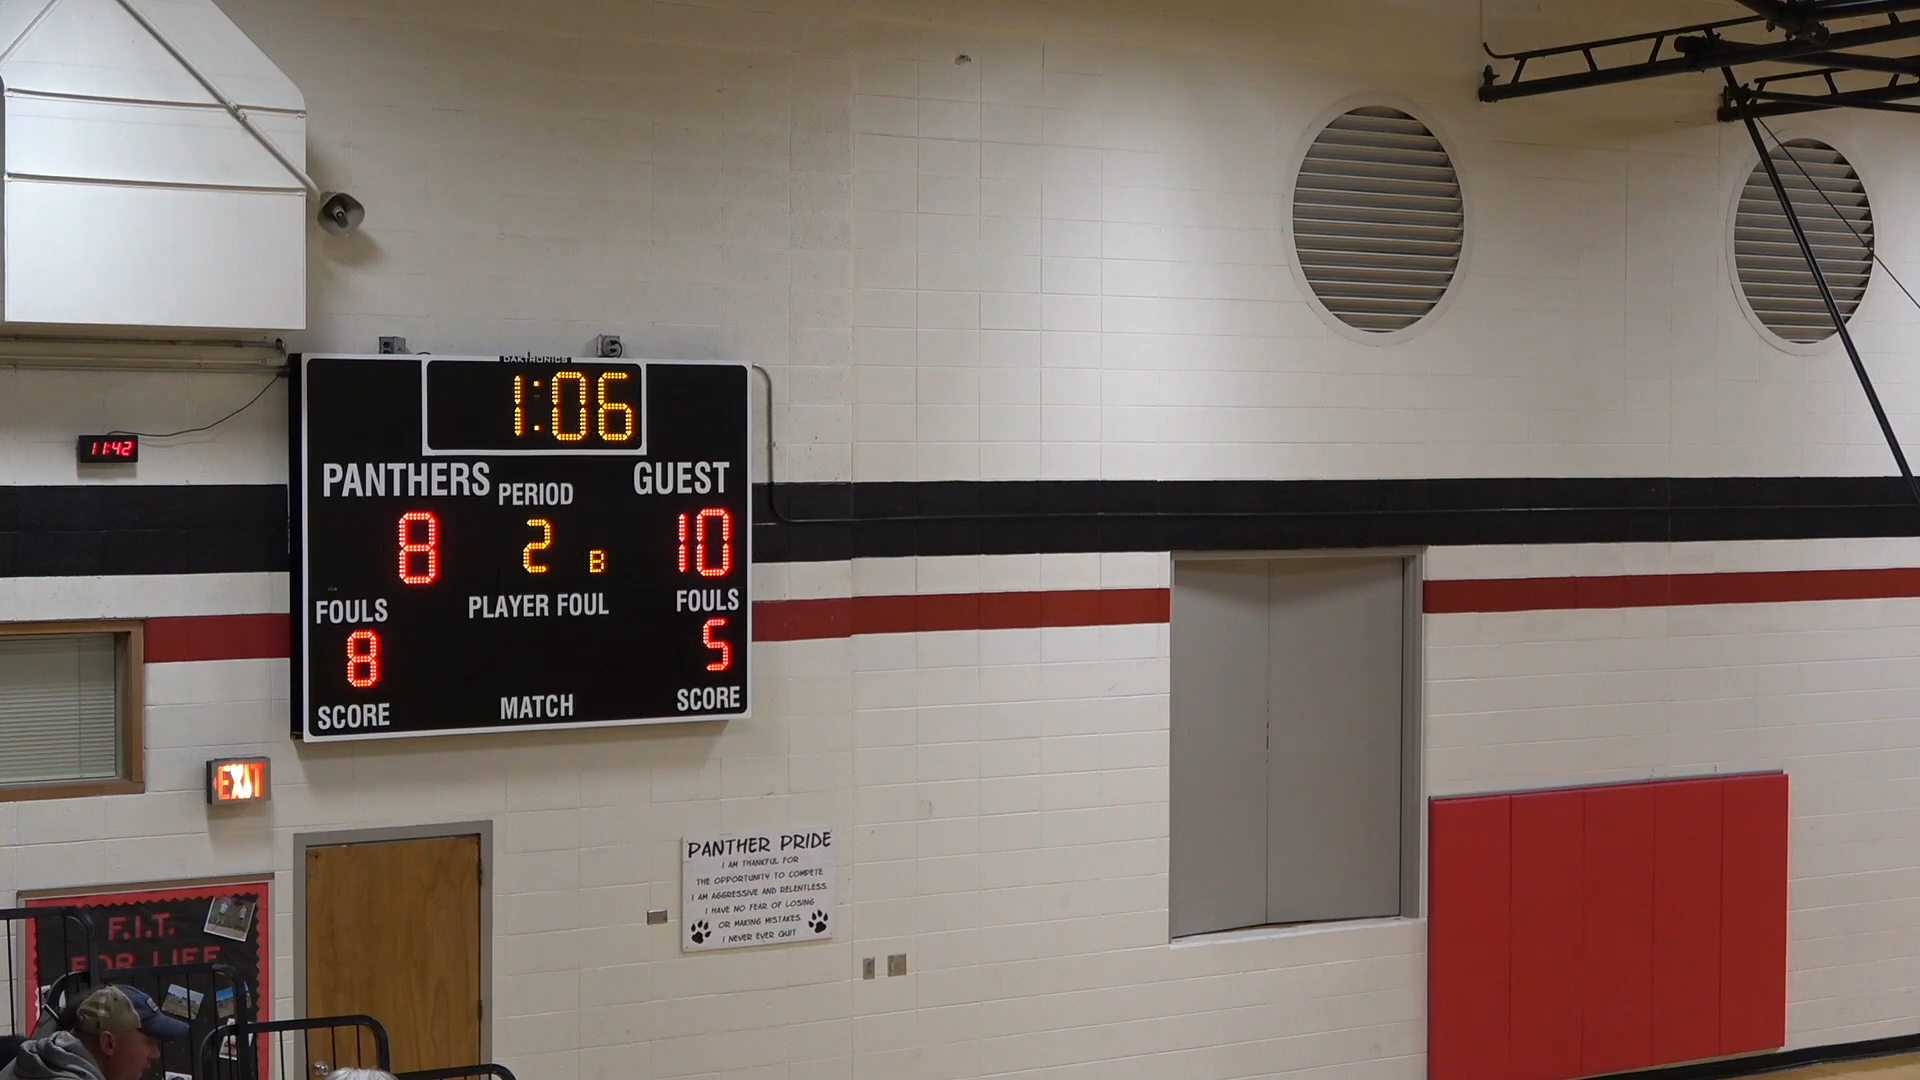 DAKTRONICS
1:06
11:42
PANTHERS PERIOD GUEST
8 2 B 10
FOULS PLAYER FOUL FOULS
8 5
SCORE MATCH SCORE
EXIT
PANTHER PRIDE
I AM THANKFUL FOR
THE OPPORTUNITY TO COMPETE
I AM AGGRESSIVE AND RELENTLESS.
I HAVE NO FEAR OF LOSING
OR MAKING MISTAKES.
I NEVER EVER QUIT
F.I.T.
FOR LIFE